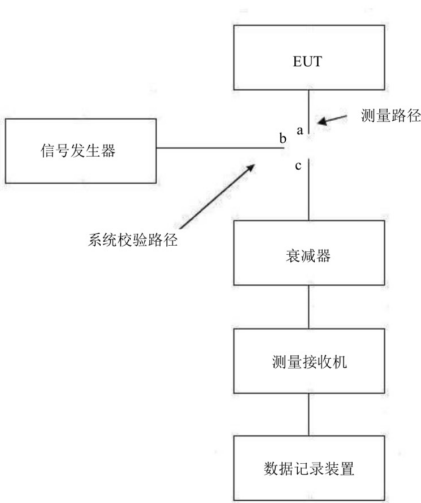 EUT
测量路径
a
b
信号发生器
c
系统校验路径
衰减器
测量接收机
数据记录装置